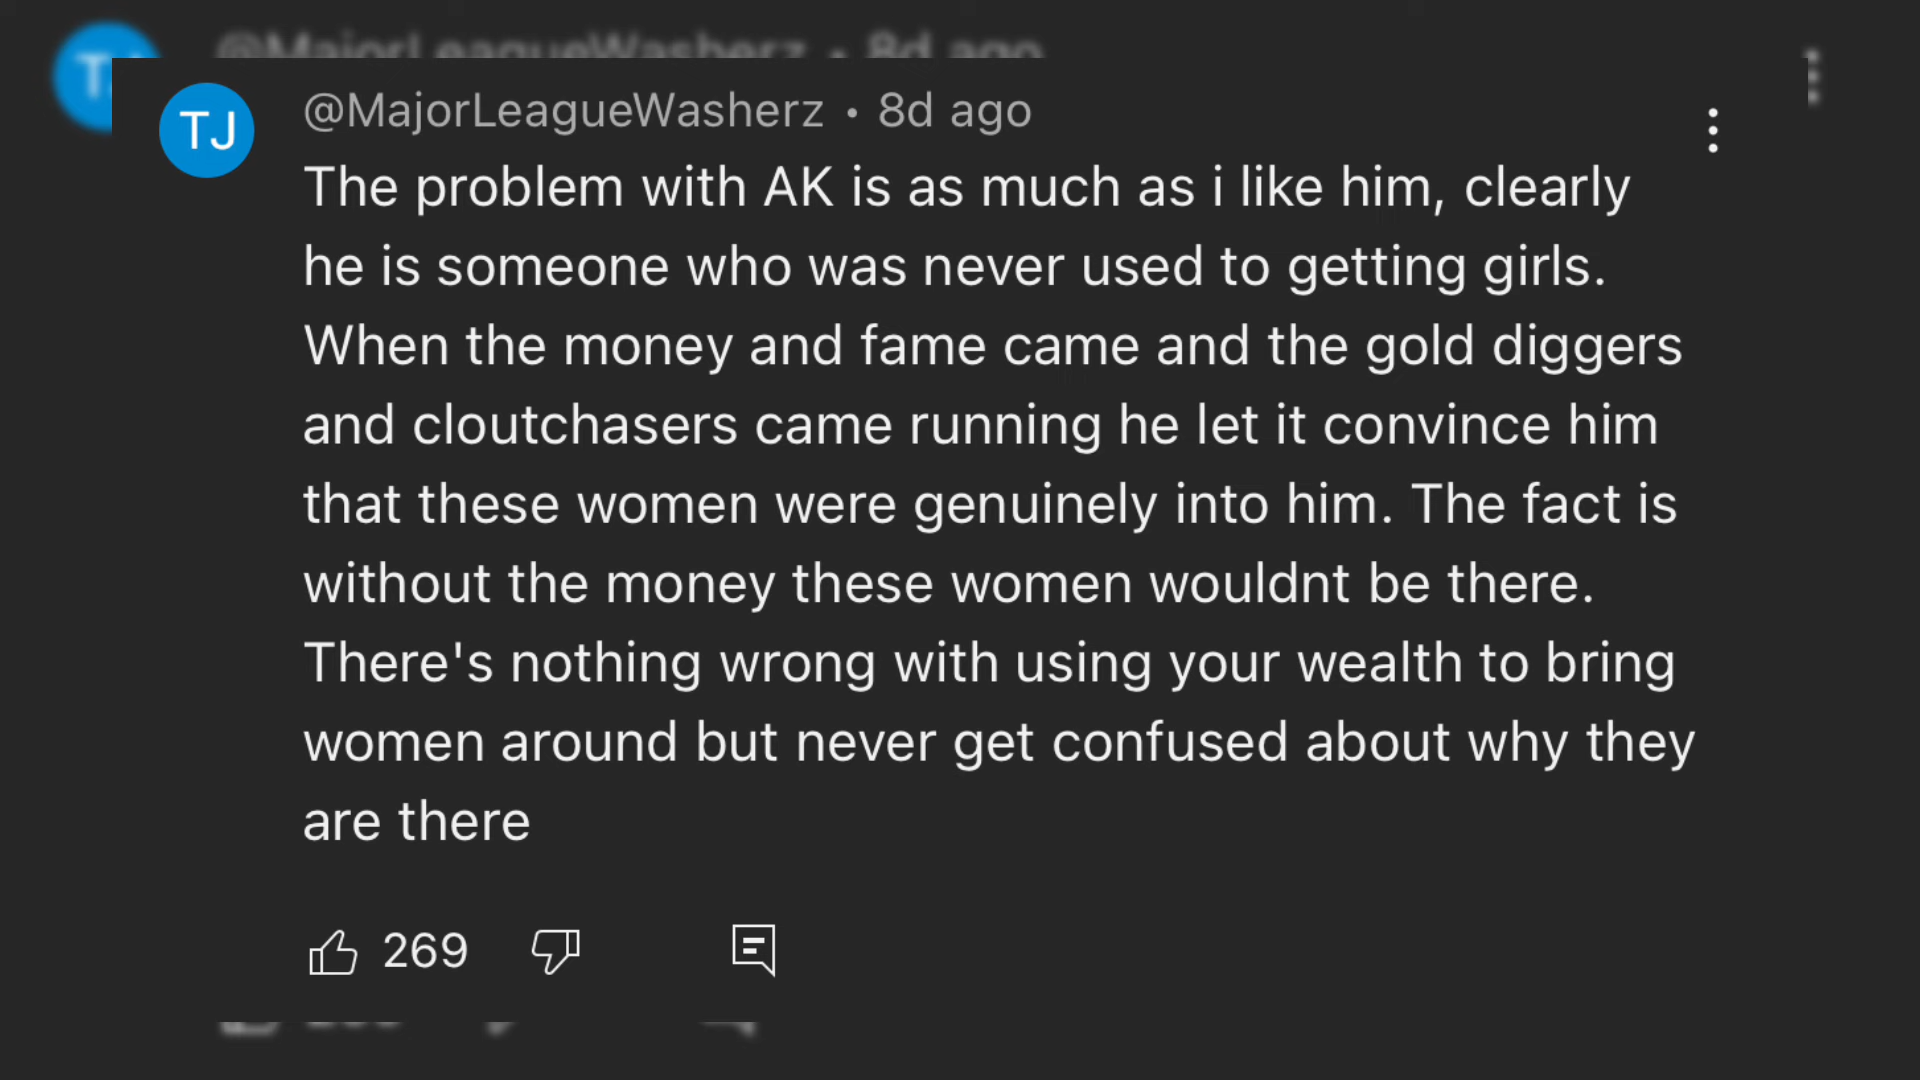 @MajorLeagueWasherz • 8d ago
TJ
@MajorLeagueWasherz • 8d ago
The problem with AK is as much as i like him, clearly
he is someone who was never used to getting girls.
When the money and fame came and the gold diggers
and cloutchasers came running he let it convince him
that these women were genuinely into him. The fact is
without the money these women wouldnt be there.
There's nothing wrong with using your wealth to bring
women around but never get confused about why they
are there
269